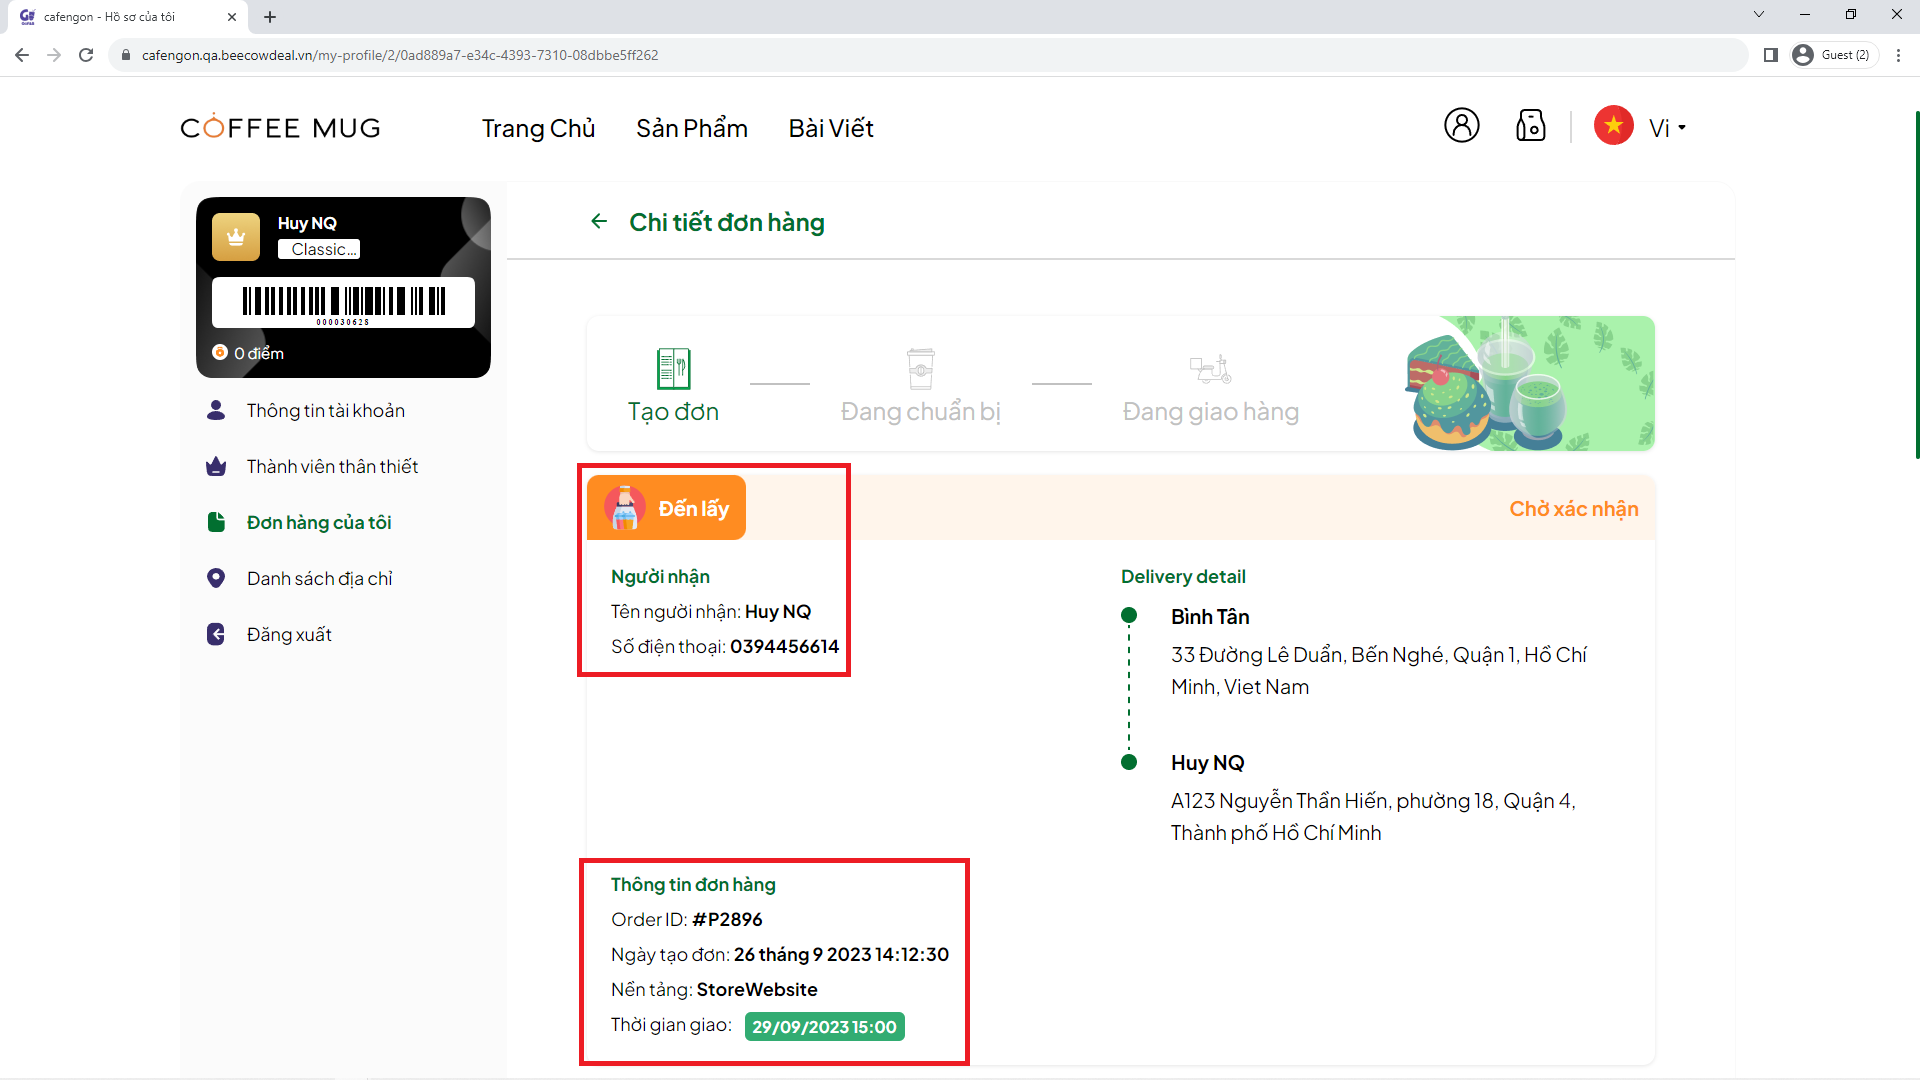 cafengon - Hồ sơ của tôi
cafengon.qa.beecowdeal.vn/my-profile/2/0ad889a7-e34c-4393-7310-08dbbe5ff262
Guest (2)
COFFEE MUG
Trang Chủ
Sản Phẩm
Bài Viết
Vi
Huy NQ
Classic...
00003062S
0 điểm
Thông tin tài khoản
Thành viên thân thiết
Đơn hàng của tôi
Danh sách địa chỉ
Đăng xuất
Chi tiết đơn hàng
Tạo đơn
Đang chuẩn bị
Đang giao hàng
Đến lấy
Chờ xác nhận
Người nhận
Tên người nhận: Huy NQ
Số điện thoại: 0394456614
Delivery detail
Bình Tân
33 Đường Lê Duẩn, Bến Nghé, Quận 1, Hồ Chí
Minh, Viet Nam
Huy NQ
A123 Nguyễn Thần Hiến, phường 18, Quận 4,
Thành phố Hồ Chí Minh
Thông tin đơn hàng
Order ID: #P2896
Ngày tạo đơn: 26 tháng 9 2023 14:12:30
Nền tảng: StoreWebsite
Thời gian giao: 29/09/2023 15:00